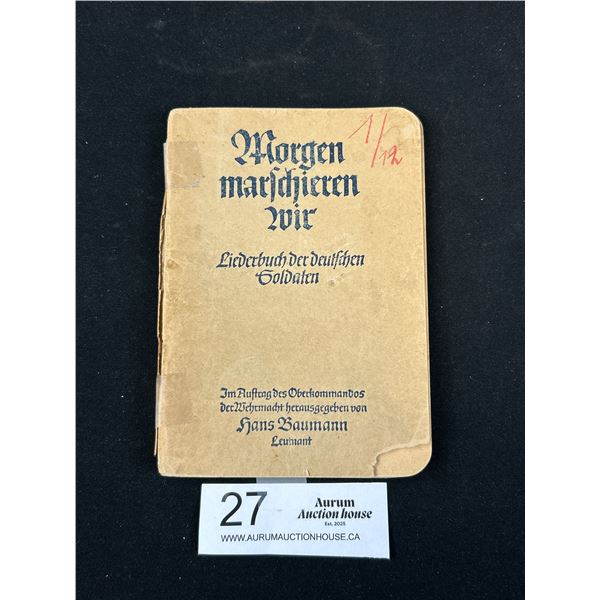 Morgen
marschieren
Wir
1/12
Liederbuch der deutschen
Soldaten
Im Auftrag des Oberkommandos
der Wehrmacht herausgegeben von
Hans Baumann
Leutnant
27
Aurum
Auction house
Est. 2025
WWW.AURUMAUCTIONHOUSE.CA